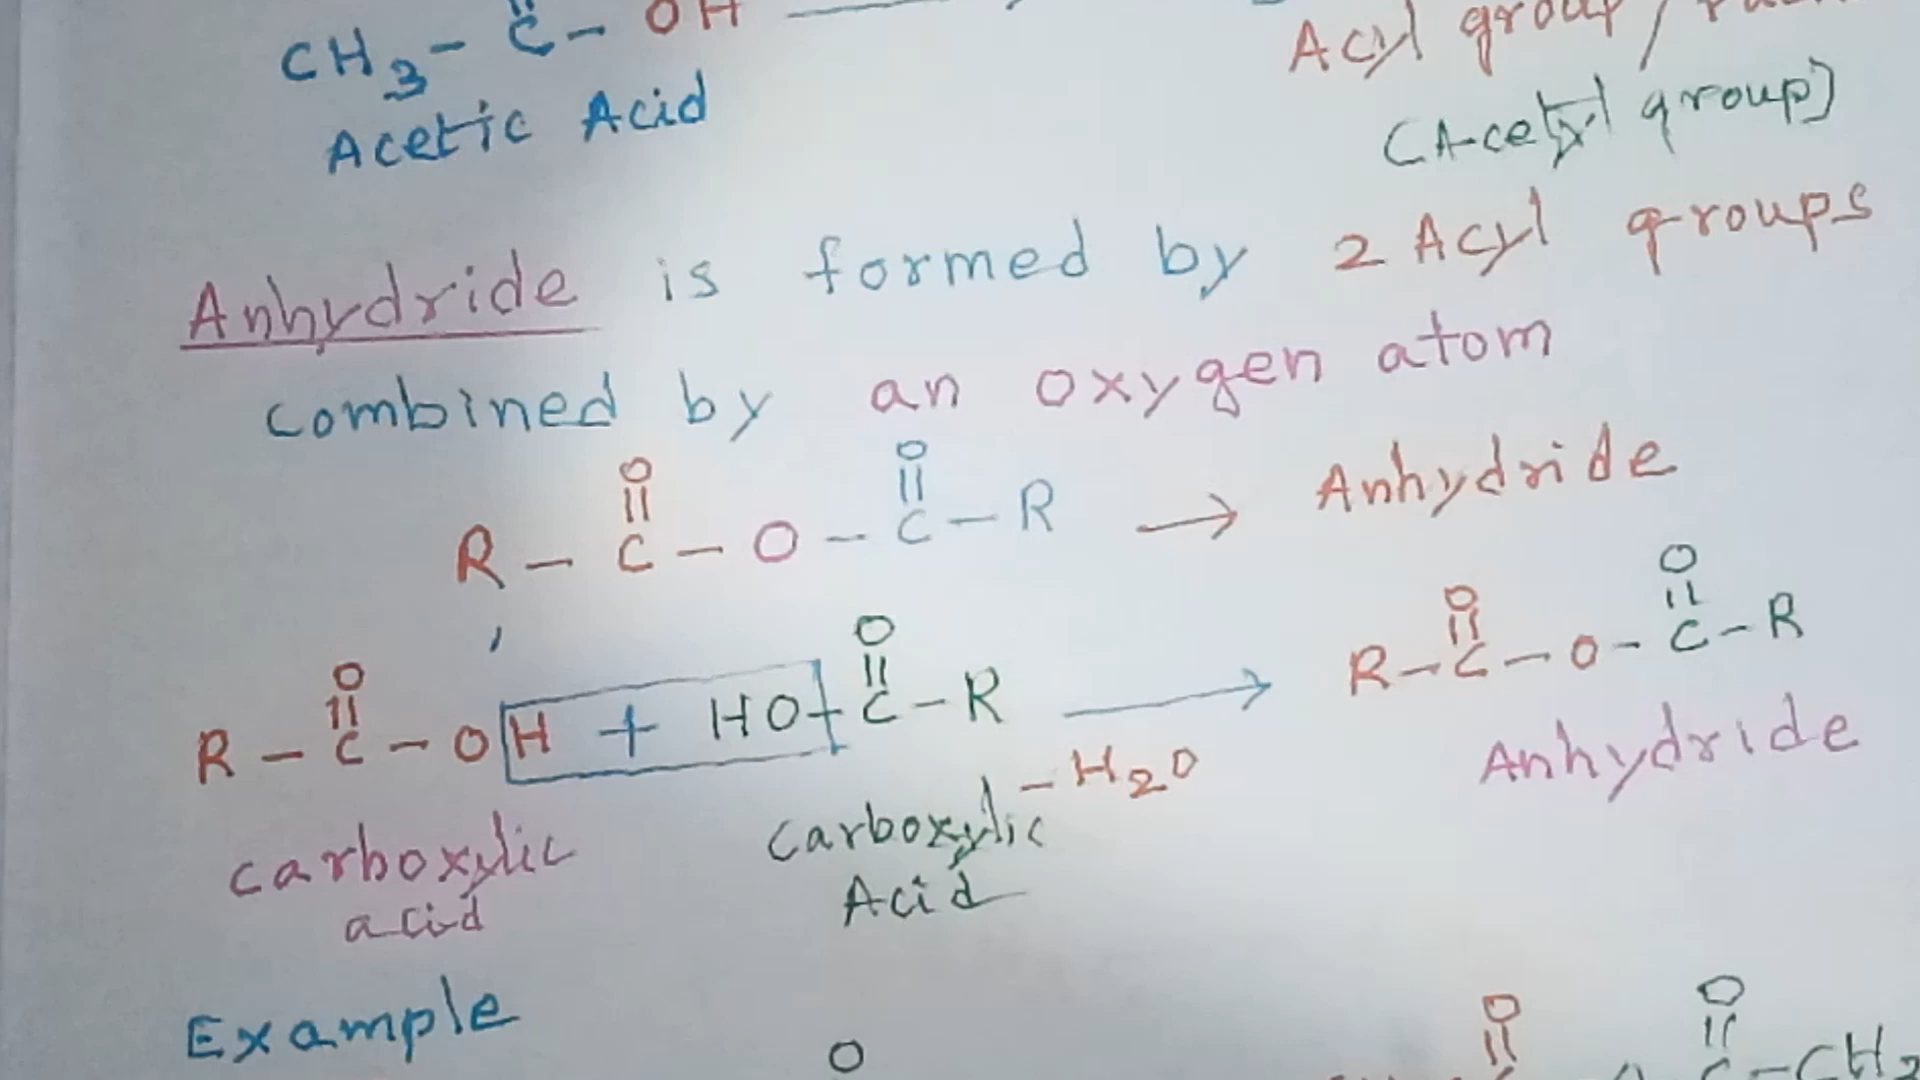 CH3 - C - OH
Acyl group /
Acetic Acid
(Acetyl group)
Anhydride is formed by 2 Acyl groups
combined by an oxygen atom
O O
R - C - O - C - R → Anhydride
O O O O
R - C - OH + HO - C - R → R - C - O - C - R
- H2O
carboxylic acid
Carboxylic Acid
Anhydride
Example
O O O
C - CH3